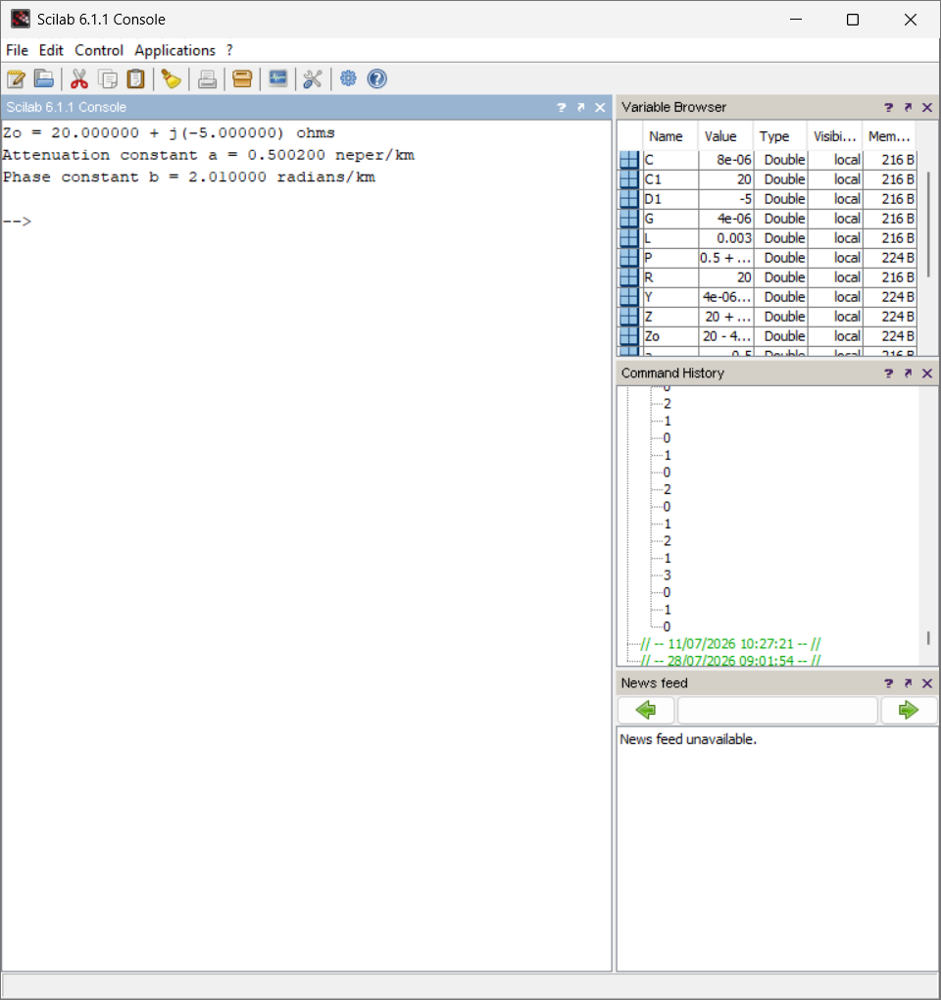 Scilab 6.1.1 Console
File Edit Control Applications ?
Scilab 6.1.1 Console ? ↗ ✕
Zo = 20.000000 + j(-5.000000) ohms
Attenuation constant a = 0.500200 neper/km
Phase constant b = 2.010000 radians/km
-->
Variable Browser ? ↗ ✕
Name Value Type Visibi... Mem...
C 8e-06 Double local 216 B
C1 20 Double local 216 B
D1 -5 Double local 216 B
G 4e-06 Double local 216 B
L 0.003 Double local 216 B
P 0.5 + ... Double local 224 B
R 20 Double local 216 B
Y 4e-06... Double local 224 B
Z 20 + ... Double local 224 B
Zo 20 - 4... Double local 224 B
a 0.5 Double local 216 B
Command History ? ↗ ✕
0
2
1
0
1
0
2
0
1
2
1
3
0
1
0
// -- 11/07/2026 10:27:21 -- //
// -- 28/07/2026 09:01:54 -- //
News feed ? ↗ ✕
News feed unavailable.